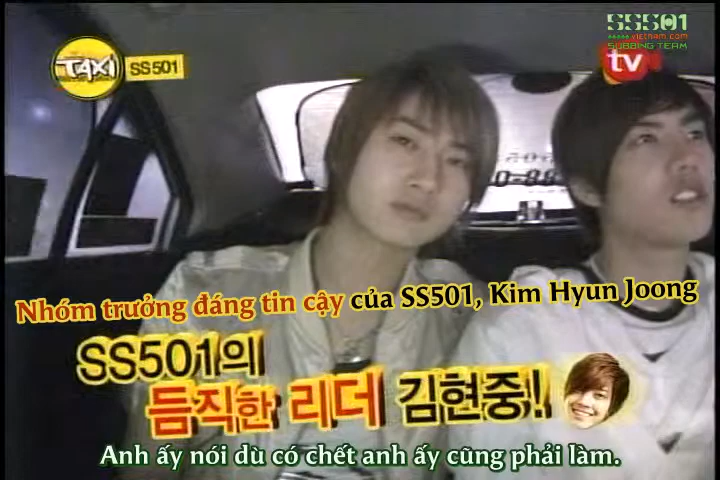 SS501
VIETNAM.COM
SUBBING TEAM
TAXI
SS501
tv
Nhóm trưởng đáng tin cậy của SS501, Kim Hyun Joong
SS501의
듬직한 리더 김현중!
Anh ấy nói dù có chết anh ấy cũng phải làm.